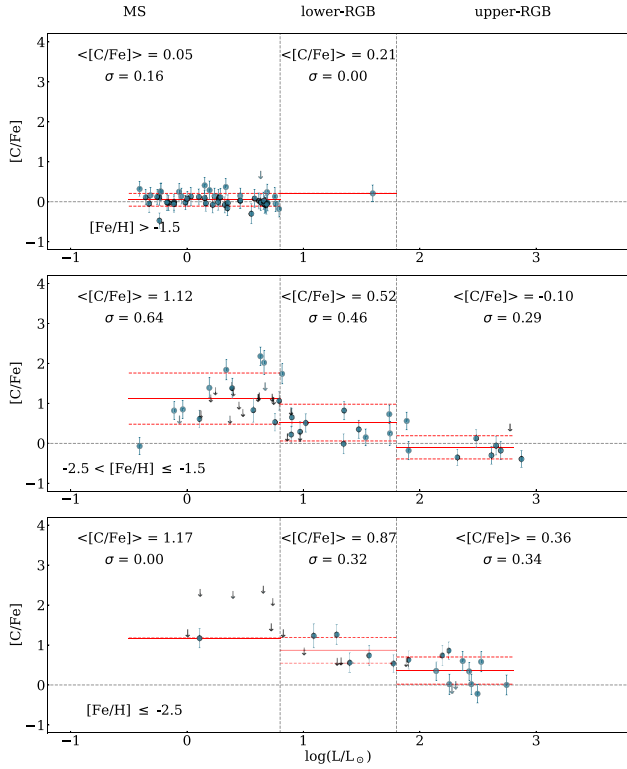 MS lower-RGB upper-RGB
<[C/Fe]> = 0.05 <[C/Fe]> = 0.21
σ = 0.16 σ = 0.00
4
3
2
1
0
−1
[C/Fe]
[Fe/H] > -1.5
−1 0 1 2 3
<[C/Fe]> = 1.12 <[C/Fe]> = 0.52 <[C/Fe]> = -0.10
σ = 0.64 σ = 0.46 σ = 0.29
4
3
2
1
0
−1
[C/Fe]
-2.5 < [Fe/H] ≤ -1.5
−1 0 1 2 3
<[C/Fe]> = 1.17 <[C/Fe]> = 0.87 <[C/Fe]> = 0.36
σ = 0.00 σ = 0.32 σ = 0.34
4
3
2
1
0
−1
[C/Fe]
[Fe/H] ≤ -2.5
−1 0 1 2 3
log(L/L⊙)